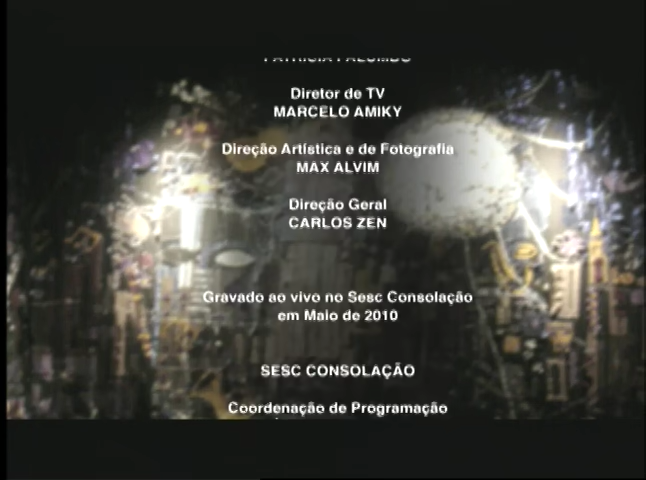 Diretor de TV
MARCELO AMIKY
Direção Artística e de Fotografia
MAX ALVIM
Direção Geral
CARLOS ZEN
Gravado ao vivo no Sesc Consolação
em Maio de 2010
SESC CONSOLAÇÃO
Coordenação de Programação